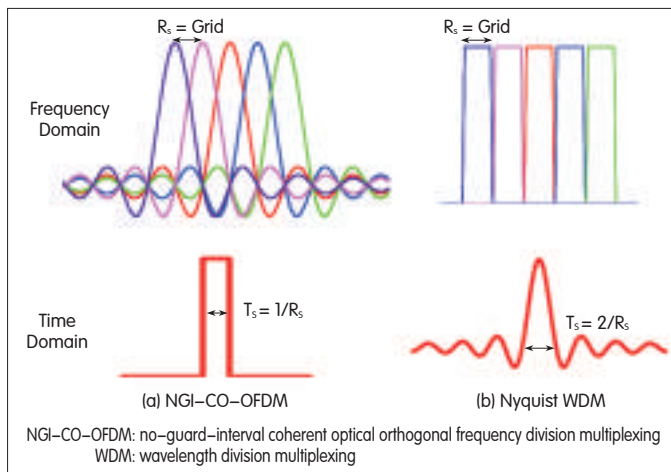 Rs = Grid
Rs = Grid
Frequency
Domain
Ts = 1/Rs
Ts = 2/Rs
Time
Domain
(a) NGI–CO–OFDM
(b) Nyquist WDM
NGI–CO–OFDM: no–guard–interval coherent optical orthogonal frequency division multiplexing
WDM: wavelength division multiplexing